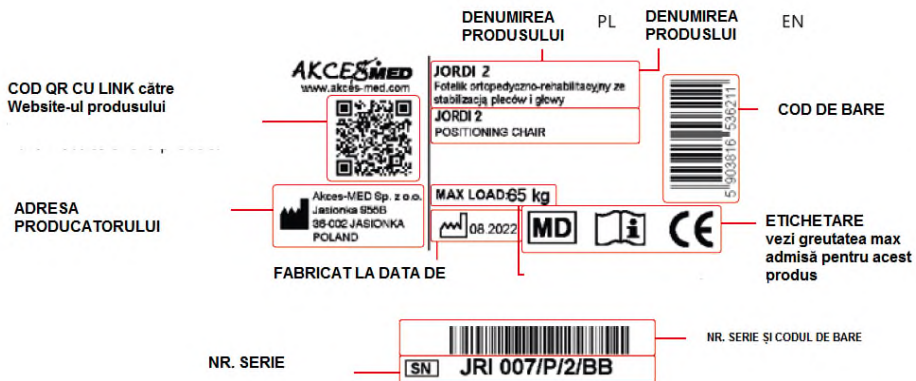 DENUMIREA
PRODUSULUI
PL
DENUMIREA
PRODUSLUI
EN
COD QR CU LINK către
Website-ul produsului
AKCESMED
www.akces-med.com
JORDI 2
Fotelik ortopedyczno-rehabilitacyjny ze
stabilizacją pleców i głowy
JORDI 2
POSITIONING CHAIR
5 903816 536211
COD DE BARE
ADRESA
PRODUCATORULUI
Akces-MED Sp. z o.o.
Jasionka 955B
36-002 JASIONKA
POLAND
MAX LOAD:65 kg
08.2022
MD
CE
ETICHETARE
vezi greutatea max
admisă pentru acest
produs
FABRICAT LA DATA DE
NR. SERIE ȘI CODUL DE BARE
NR. SERIE
SN JRI 007/P/2/BB